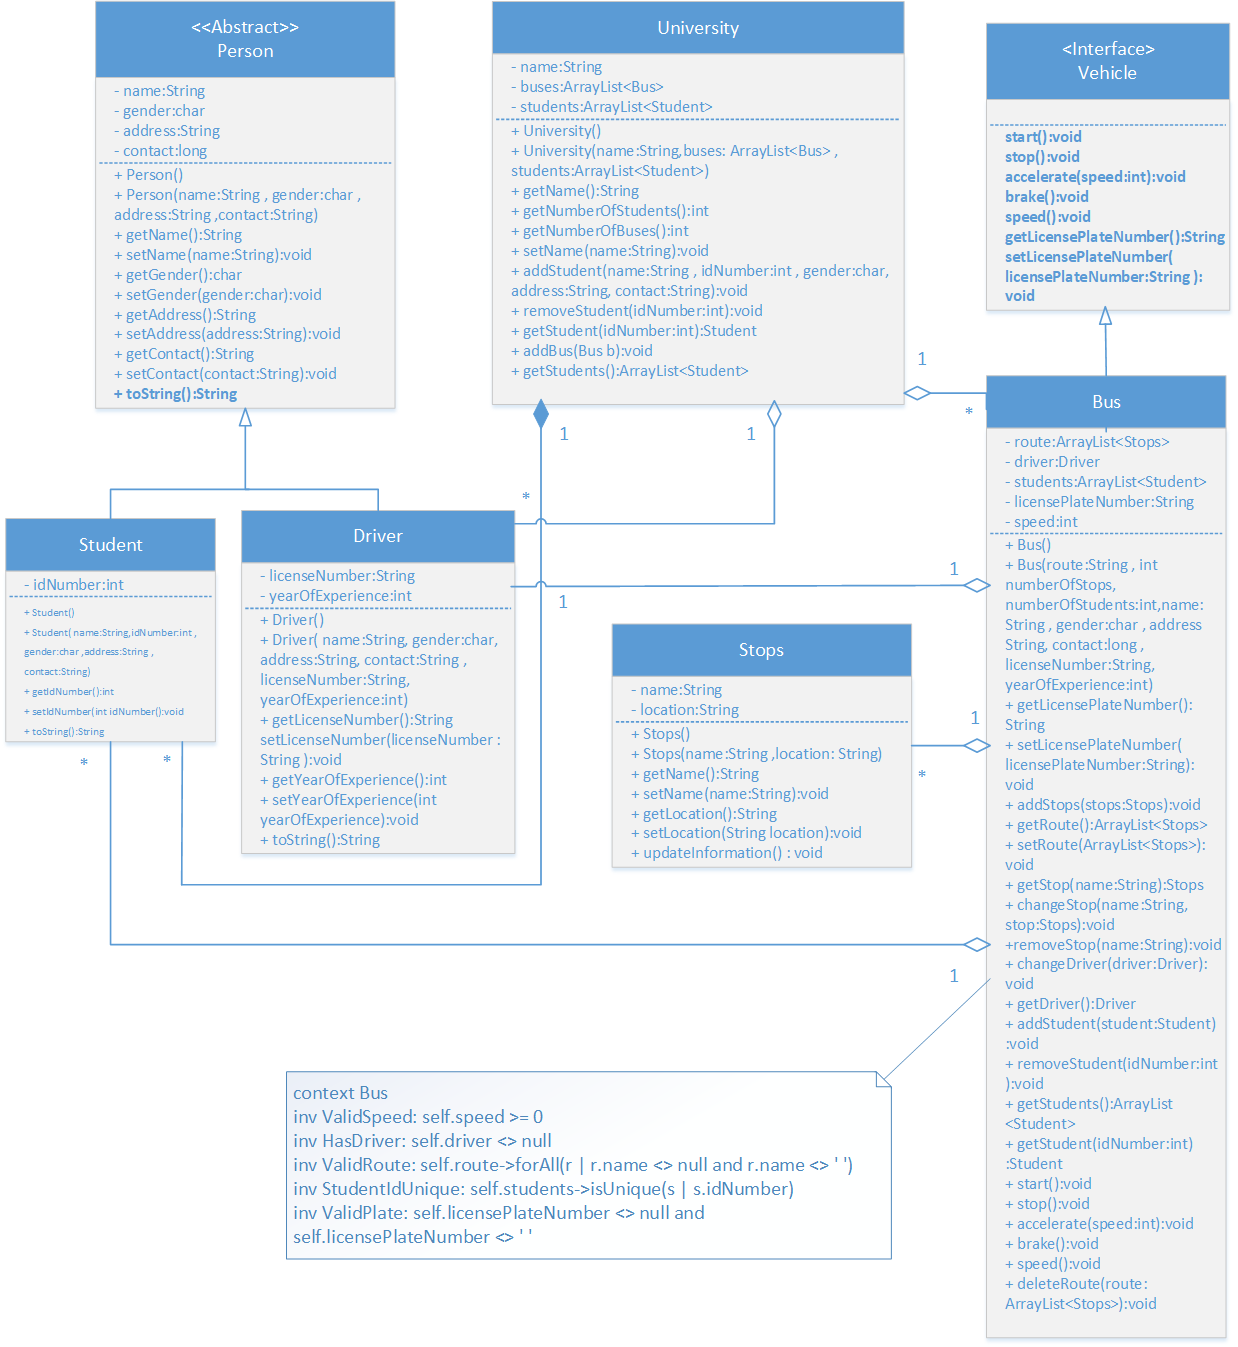 <<Abstract>>
Person
- name:String
- gender:char
- address:String
- contact:long
+ Person()
+ Person(name:String , gender:char ,
address:String ,contact:String)
+ getName():String
+ setName(name:String):void
+ getGender():char
+ setGender(gender:char):void
+ getAddress():String
+ setAddress(address:String):void
+ getContact():String
+ setContact(contact:String):void
+ toString():String
University
- name:String
- buses:ArrayList<Bus>
- students:ArrayList<Student>
+ University()
+ University(name:String,buses: ArrayList<Bus> ,
students:ArrayList<Student>)
+ getName():String
+ getNumberOfStudents():int
+ getNumberOfBuses():int
+ setName(name:String):void
+ addStudent(name:String , idNumber:int , gender:char,
address:String, contact:String):void
+ removeStudent(idNumber:int):void
+ getStudent(idNumber:int):Student
+ addBus(Bus b):void
+ getStudents():ArrayList<Student>
<Interface>
Vehicle
start():void
stop():void
accelerate(speed:int):void
brake():void
speed():void
getLicensePlateNumber():String
setLicensePlateNumber(
licensePlateNumber:String ):
void
1
*
1
1
*
Student
- idNumber:int
+ Student()
+ Student( name:String,idNumber:int ,
gender:char ,address:String ,
contact:String)
+ getIdNumber():int
+ setIdNumber(int idNumber():void
+ toString():String
*
*
Driver
- licenseNumber:String
- yearOfExperience:int
+ Driver()
+ Driver( name:String, gender:char,
address:String, contact:String ,
licenseNumber:String,
yearOfExperience:int)
+ getLicenseNumber():String
setLicenseNumber(licenseNumber :
String ):void
+ getYearOfExperience():int
+ setYearOfExperience(int
yearOfExperience):void
+ toString():String
1
1
Stops
- name:String
- location:String
+ Stops()
+ Stops(name:String ,location: String)
+ getName():String
+ setName(name:String):void
+ getLocation():String
+ setLocation(String location):void
+ updateInformation() : void
1
*
1
Bus
- route:ArrayList<Stops>
- driver:Driver
- students:ArrayList<Student>
- licensePlateNumber:String
- speed:int
+ Bus()
+ Bus(route:String , int
numberOfStops,
numberOfStudents:int,name:
String , gender:char , address
String, contact:long ,
licenseNumber:String,
yearOfExperience:int)
+ getLicensePlateNumber():
String
+ setLicensePlateNumber(
licensePlateNumber:String):
void
+ addStops(stops:Stops):void
+ getRoute():ArrayList<Stops>
+ setRoute(ArrayList<Stops>):
void
+ getStop(name:String):Stops
+ changeStop(name:String,
stop:Stops):void
+removeStop(name:String):void
+ changeDriver(driver:Driver):
void
+ getDriver():Driver
+ addStudent(student:Student)
:void
+ removeStudent(idNumber:int
):void
+ getStudents():ArrayList
<Student>
+ getStudent(idNumber:int)
:Student
+ start():void
+ stop():void
+ accelerate(speed:int):void
+ brake():void
+ speed():void
+ deleteRoute(route:
ArrayList<Stops>):void
context Bus
inv ValidSpeed: self.speed >= 0
inv HasDriver: self.driver <> null
inv ValidRoute: self.route->forAll(r | r.name <> null and r.name <> ' ')
inv StudentIdUnique: self.students->isUnique(s | s.idNumber)
inv ValidPlate: self.licensePlateNumber <> null and
self.licensePlateNumber <> ' '